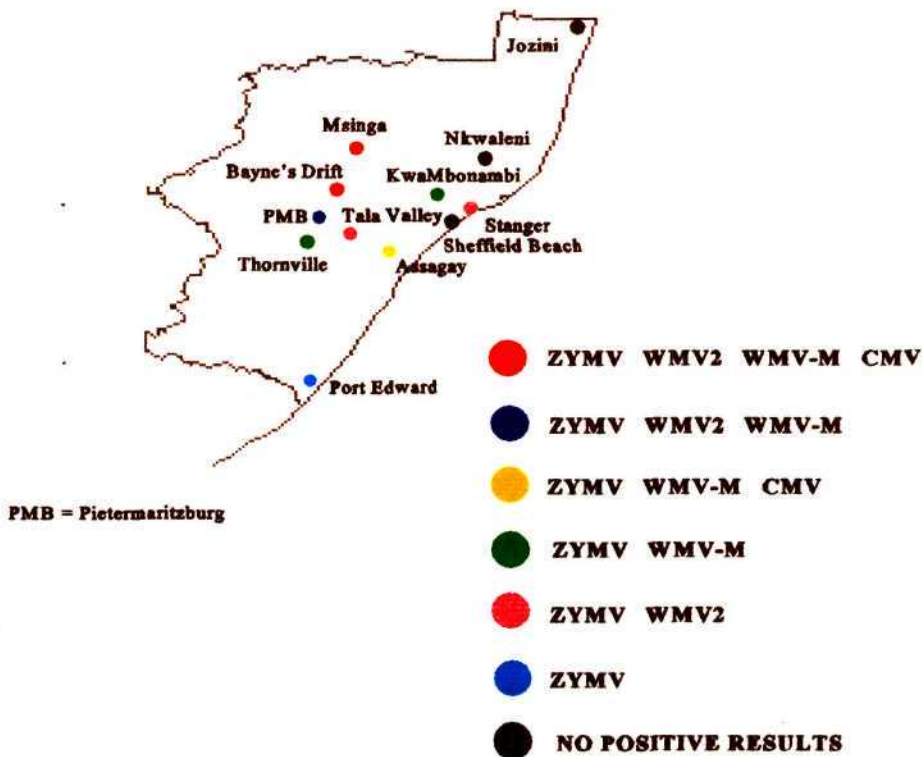 Jozini
Msinga
Nkwaleni
Bayne's Drift
KwaMbonambi
PMB
Tala Valley
Stanger
Sheffield Beach
Thornville
Assagay
Port Edward
ZYMV WMV2 WMV-M CMV
ZYMV WMV2 WMV-M
ZYMV WMV-M CMV
PMB = Pietermaritzburg
ZYMV WMV-M
ZYMV WMV2
ZYMV
NO POSITIVE RESULTS